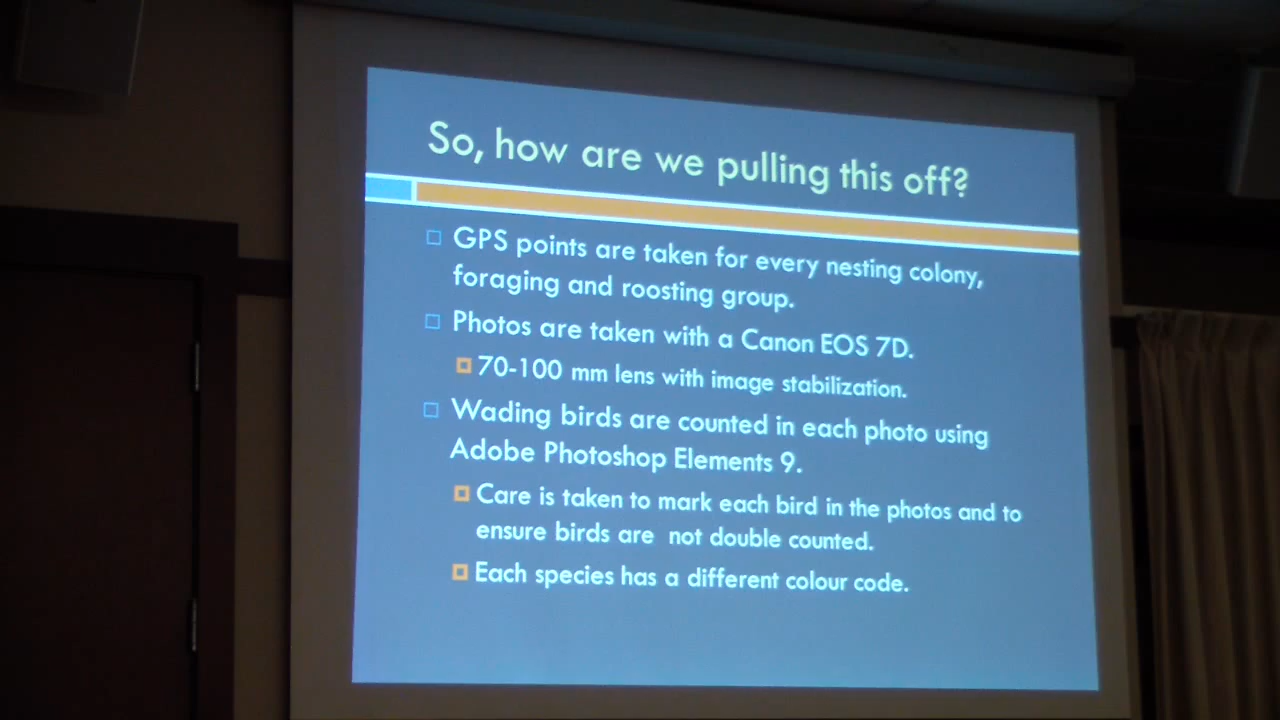 So, how are we pulling this off?
GPS points are taken for every nesting colony,
foraging and roosting group.
Photos are taken with a Canon EOS 7D.
70-100 mm lens with image stabilization.
Wading birds are counted in each photo using
Adobe Photoshop Elements 9.
Care is taken to mark each bird in the photos and to
ensure birds are not double counted.
Each species has a different colour code.